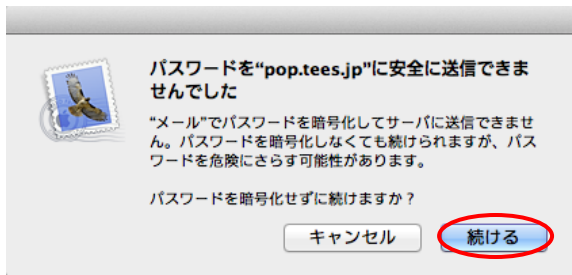 パスワードを“pop.tees.jp”に安全に送信できま
せんでした
“メール”でパスワードを暗号化してサーバに送信できませ
ん。パスワードを暗号化しなくても続けられますが、パス
ワードを危険にさらす可能性があります。
パスワードを暗号化せずに続けますか？
キャンセル
続ける